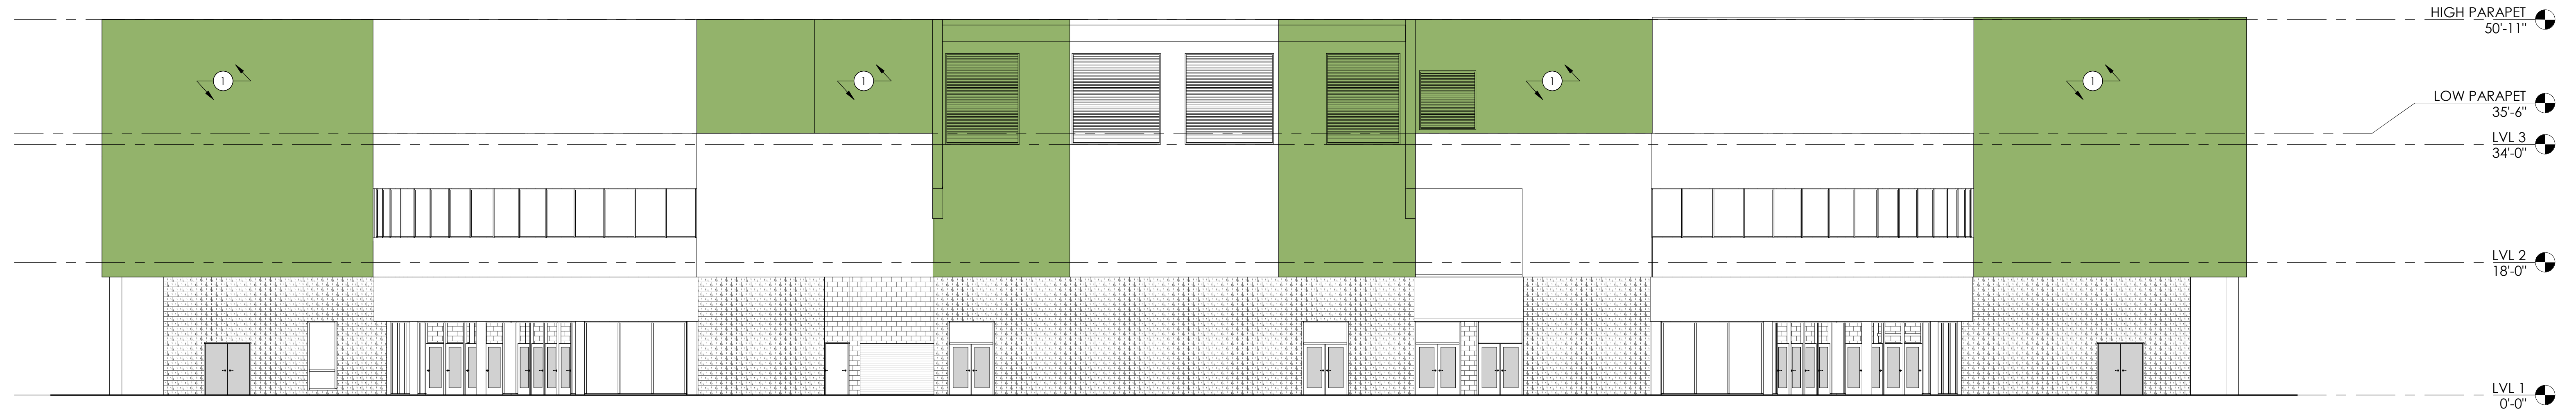 HIGH PARAPET
50'-11"
1
1
1
1
LOW PARAPET
35'-6"
LVL 3
34'-0"
LVL 2
18'-0"
LVL 1
0'-0"